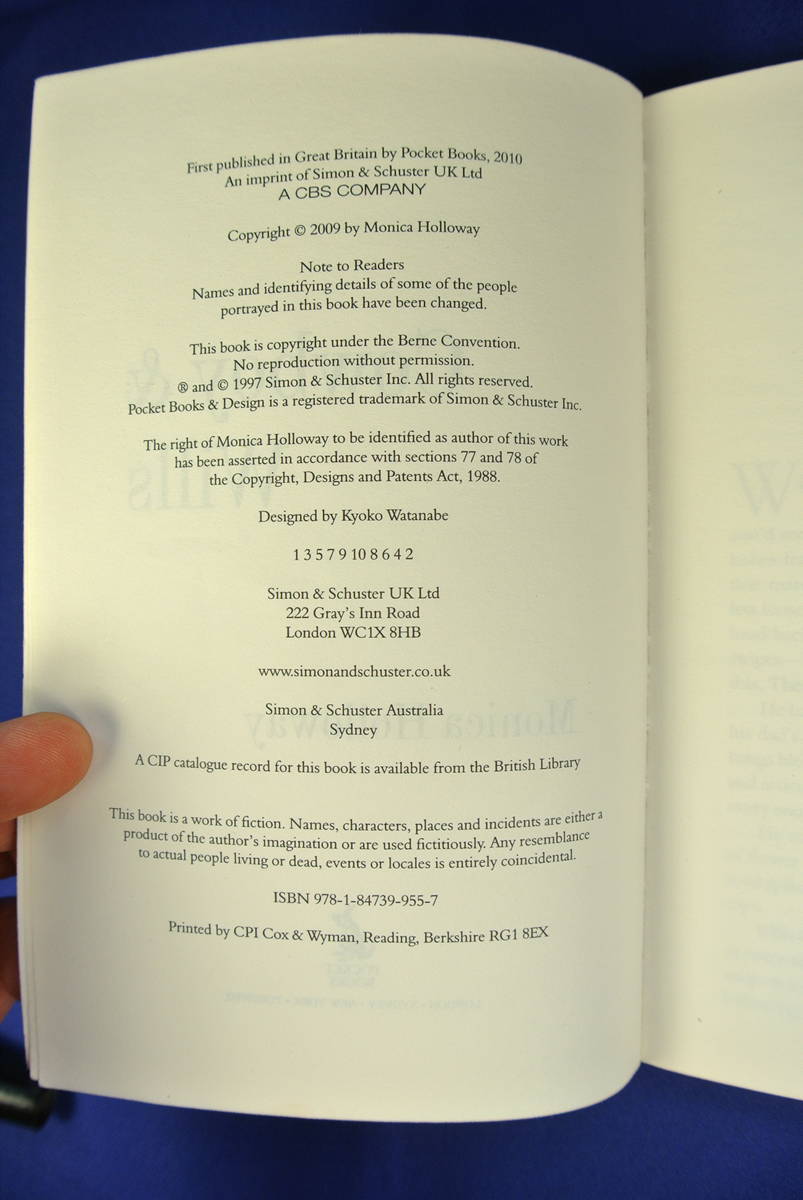 First published in Great Britain by Pocket Books, 2010
An imprint of Simon & Schuster UK Ltd
A CBS COMPANY
Copyright © 2009 by Monica Holloway
Note to Readers
Names and identifying details of some of the people
portrayed in this book have been changed.
This book is copyright under the Berne Convention.
No reproduction without permission.
® and © 1997 Simon & Schuster Inc. All rights reserved.
Pocket Books & Design is a registered trademark of Simon & Schuster Inc.
The right of Monica Holloway to be identified as author of this work
has been asserted in accordance with sections 77 and 78 of
the Copyright, Designs and Patents Act, 1988.
Designed by Kyoko Watanabe
1 3 5 7 9 10 8 6 4 2
Simon & Schuster UK Ltd
222 Gray's Inn Road
London WC1X 8HB
www.simonandschuster.co.uk
Simon & Schuster Australia
Sydney
A CIP catalogue record for this book is available from the British Library
This book is a work of fiction. Names, characters, places and incidents are either a
product of the author's imagination or are used fictitiously. Any resemblance
to actual people living or dead, events or locales is entirely coincidental.
ISBN 978-1-84739-955-7
Printed by CPI Cox & Wyman, Reading, Berkshire RG1 8EX